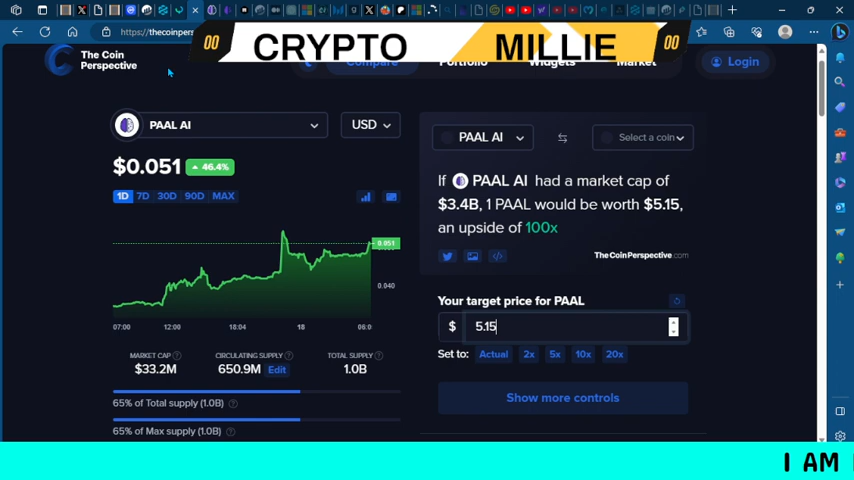 https://thecoinpers
00 CRYPTO MILLIE 00
The Coin
Perspective
Compare Portfolio Widgets Market Login
PAAL AI USD
$0.051 46.4%
1D 7D 30D 90D MAX
0.051
0.040
07:00 12:00 18:04 18 06:0
MARKET CAP CIRCULATING SUPPLY TOTAL SUPPLY
$33.2M 650.9M Edit 1.0B
65% of Total supply (1.0B)
65% of Max supply (1.0B)
PAAL AI Select a coin
If PAAL AI had a market cap of
$3.4B, 1 PAAL would be worth $5.15,
an upside of 100x
TheCoinPerspective.com
Your target price for PAAL
$ 5.15
Set to: Actual 2x 5x 10x 20x
Show more controls
I AM